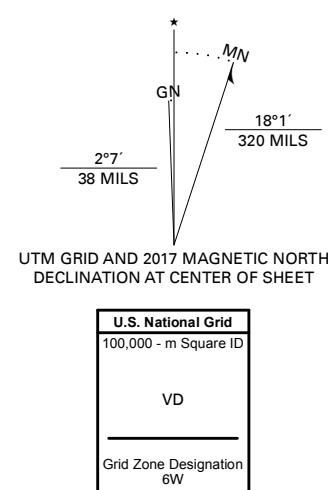 MN
GN
18°1´
320 MILS
2°7´
38 MILS
UTM GRID AND 2017 MAGNETIC NORTH
DECLINATION AT CENTER OF SHEET
U.S. National Grid
100,000 - m Square ID
VD
Grid Zone Designation
6W